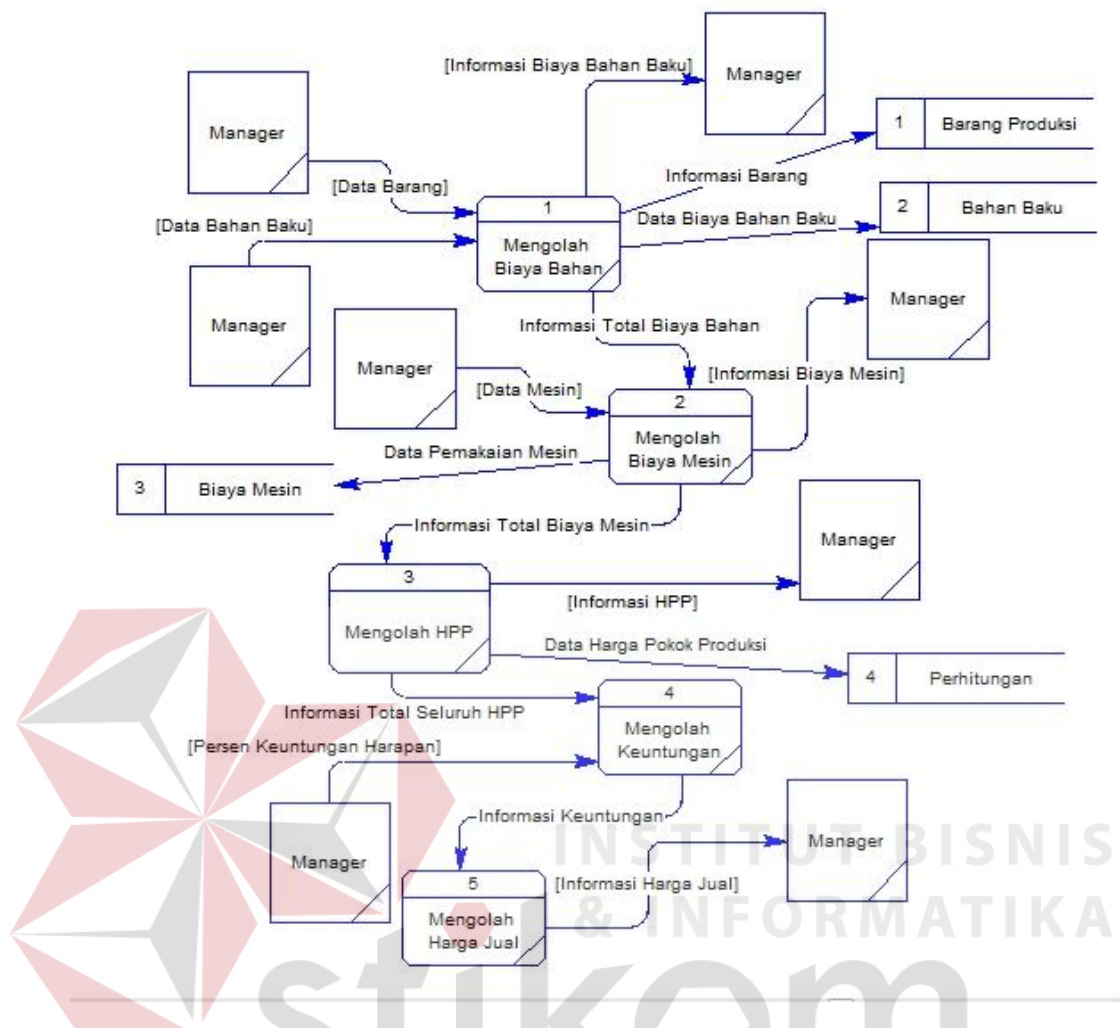 [Informasi Biaya Bahan Baku]
Manager
Manager
1
Barang Produksi
Informasi Barang
[Data Barang]
2
Bahan Baku
1
Mengolah
Biaya Bahan
Data Biaya Bahan Baku
[Data Bahan Baku]
Manager
Manager
Informasi Total Biaya Bahan
Manager
[Informasi Biaya Mesin]
[Data Mesin]
2
Mengolah
Biaya Mesin
Data Pemakaian Mesin
3
Biaya Mesin
Informasi Total Biaya Mesin
Manager
3
Mengolah HPP
[Informasi HPP]
Data Harga Pokok Produksi
4
Perhitungan
4
Mengolah
Keuntungan
Informasi Total Seluruh HPP
[Persen Keuntungan Harapan]
Informasi Keuntungan
Manager
Manager
5
Mengolah
Harga Jual
[Informasi Harga Jual]
INSTITUT BISNIS
& INFORMATIKA
stikom